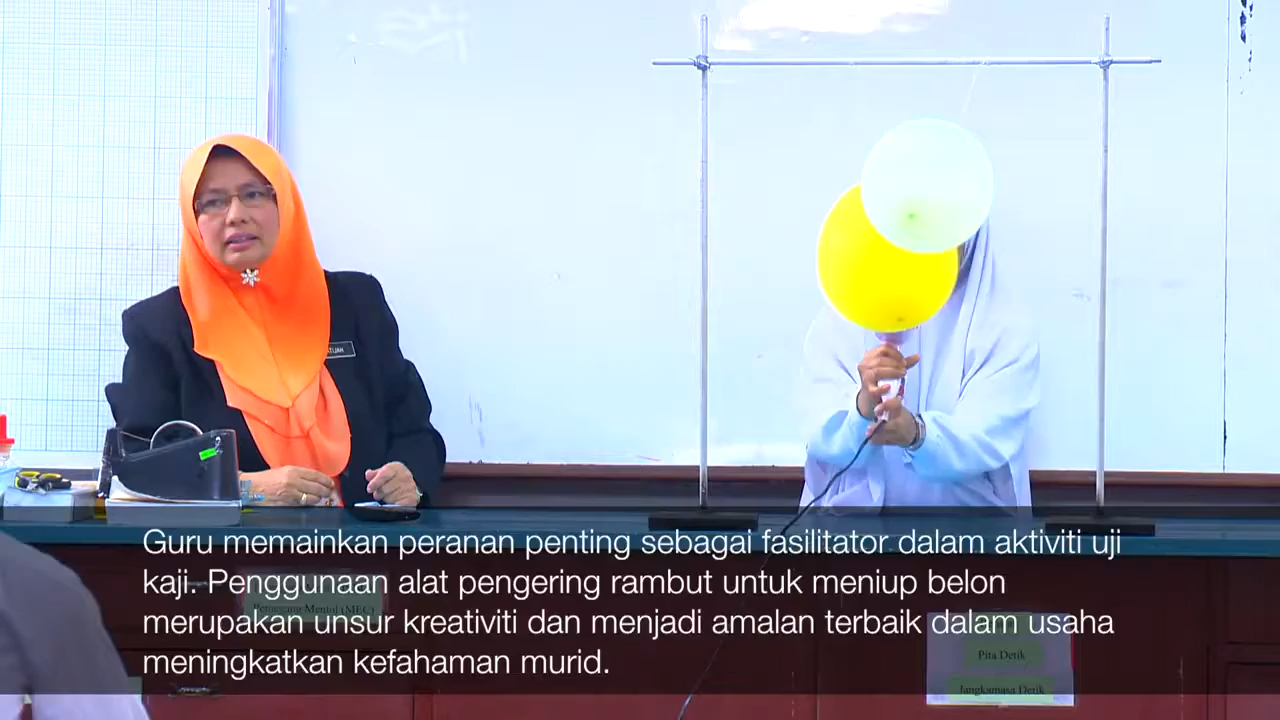 Guru memainkan peranan penting sebagai fasilitator dalam aktiviti uji
kaji. Penggunaan alat pengering rambut untuk meniup belon
merupakan unsur kreativiti dan menjadi amalan terbaik dalam usaha
meningkatkan kefahaman murid.
Pita Detik
Jangkamasa Detik